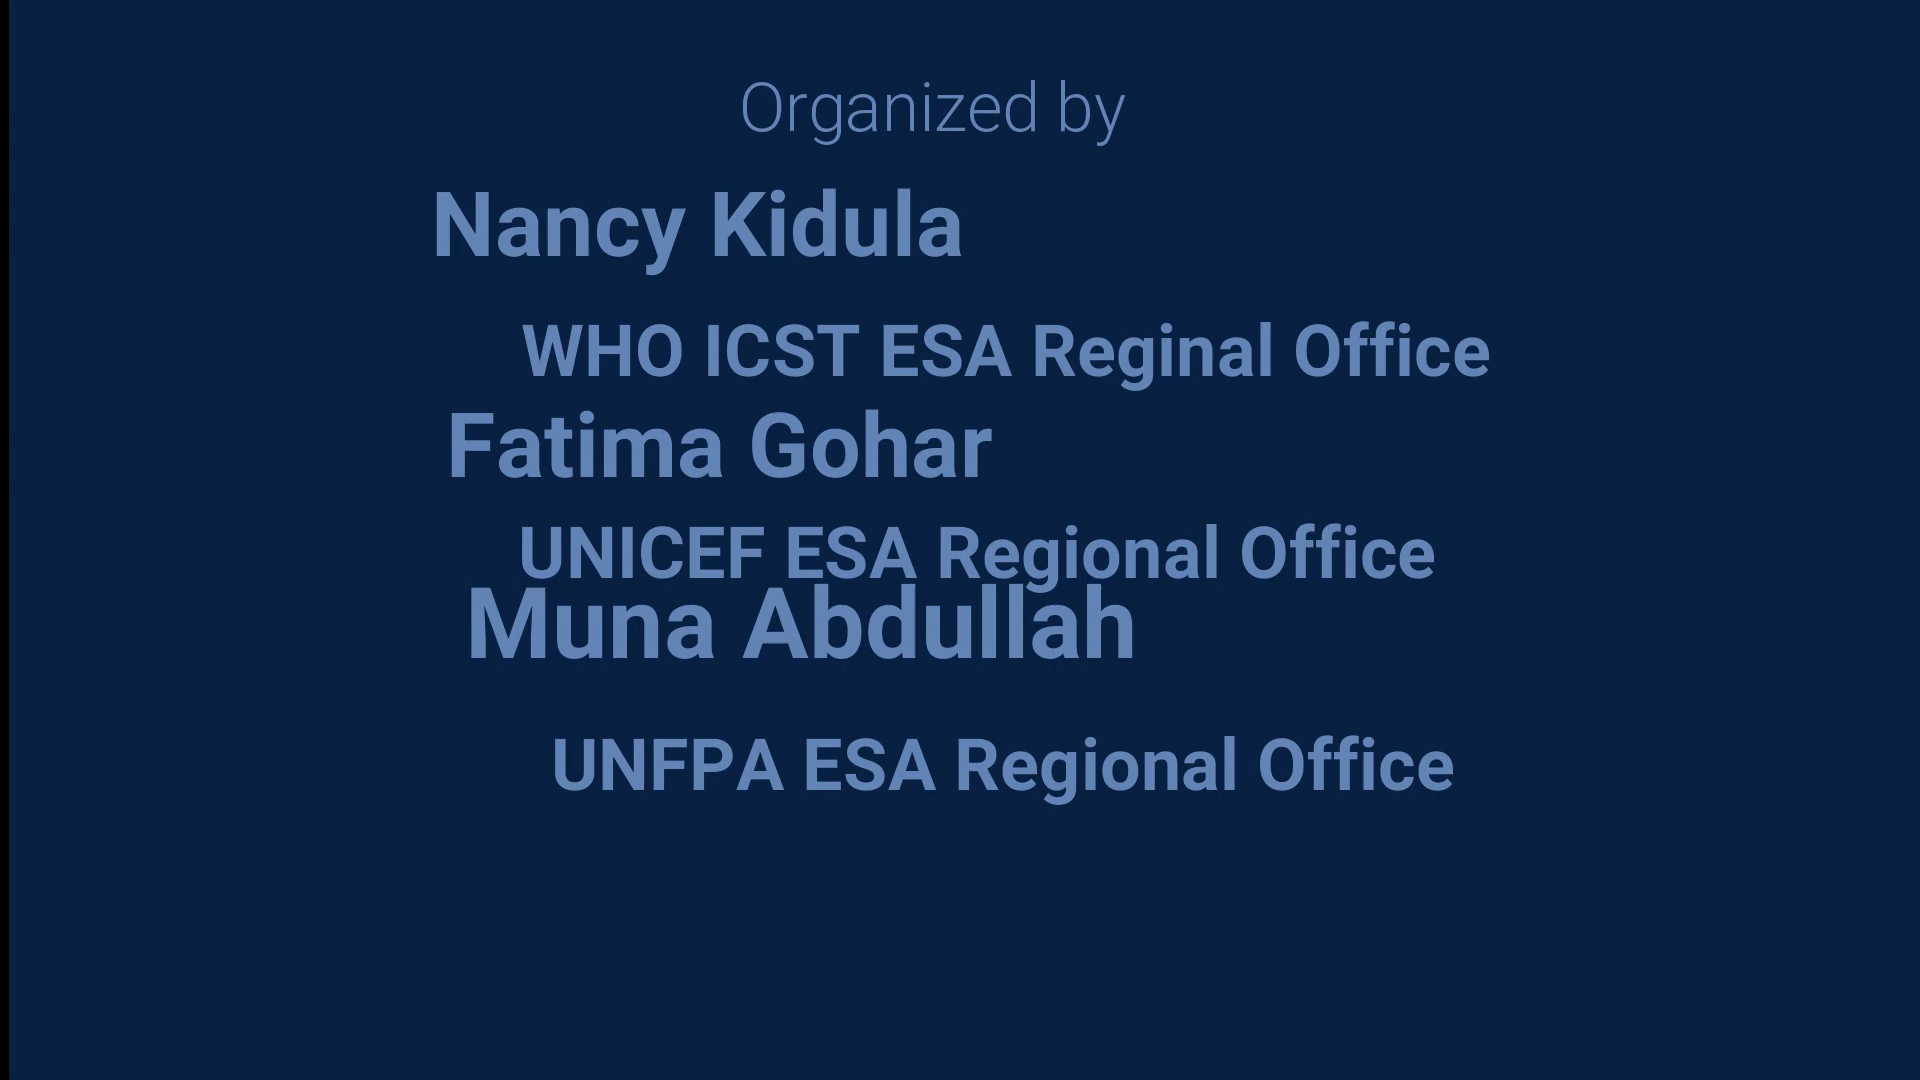 Organized by
Nancy Kidula
WHO ICST ESA Reginal Office
Fatima Gohar
UNICEF ESA Regional Office
Muna Abdullah
UNFPA ESA Regional Office